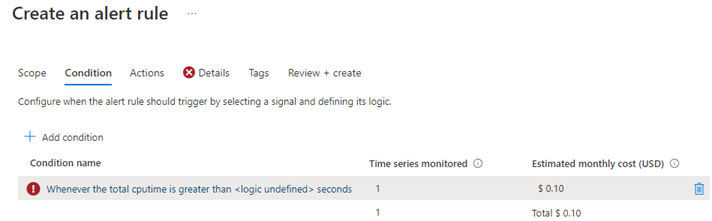 Create an alert rule ...
Scope Condition Actions Details Tags Review + create
Configure when the alert rule should trigger by selecting a signal and defining its logic.
+ Add condition
Condition name Time series monitored Estimated monthly cost (USD)
Whenever the total cputime is greater than <logic undefined> seconds 1 $ 0.10
1 Total $ 0.10